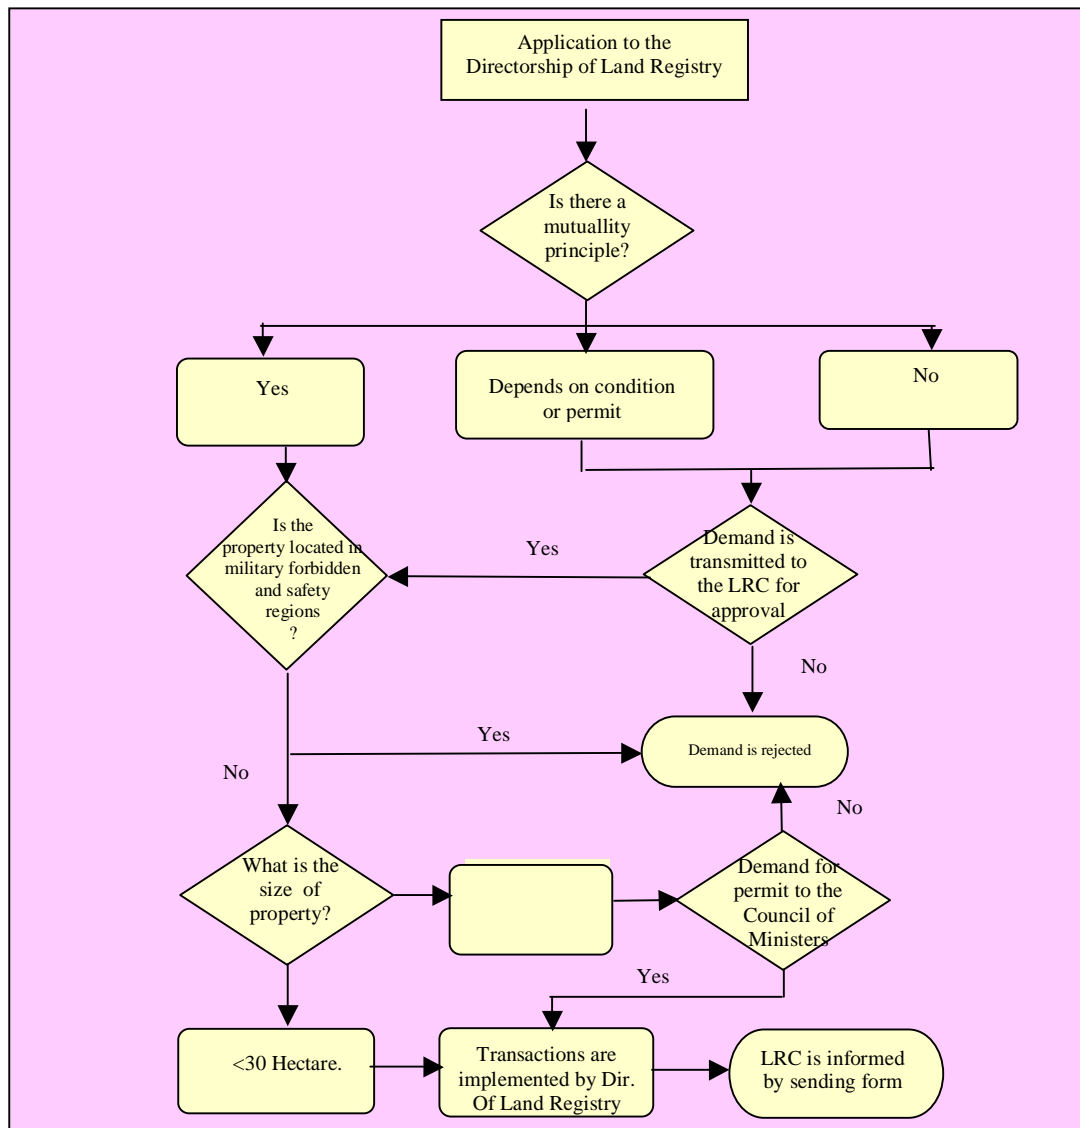 Application to the
Directorship of Land Registry
Is there a
mutuallity
principle?
Yes
Depends on condition
or permit
No
Is the
property located in
military forbidden
and safety
regions
?
Yes
Demand is
transmitted to
the LRC for
approval
No
Yes
Demand is rejected
No
No
What is the
size of
property?
Demand for
permit to the
Council of
Ministers
Yes
<30 Hectare.
Transactions are
implemented by Dir.
Of Land Registry
LRC is informed
by sending form